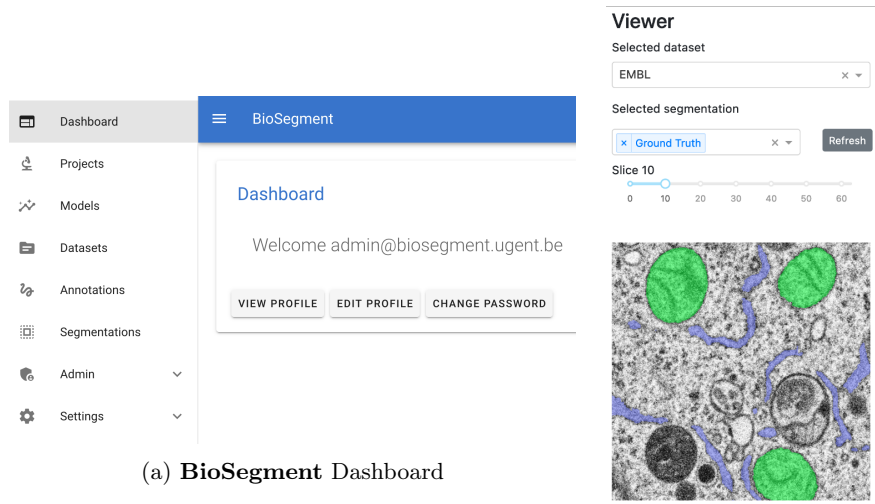 Dashboard
Projects
Models
Datasets
Annotations
Segmentations
Admin
Settings
BioSegment
Dashboard
Welcome admin@biosegment.ugent.be
VIEW PROFILE
EDIT PROFILE
CHANGE PASSWORD
(a) BioSegment Dashboard
Viewer
Selected dataset
EMBL
Selected segmentation
× Ground Truth
Refresh
Slice 10
0 10 20 30 40 50 60